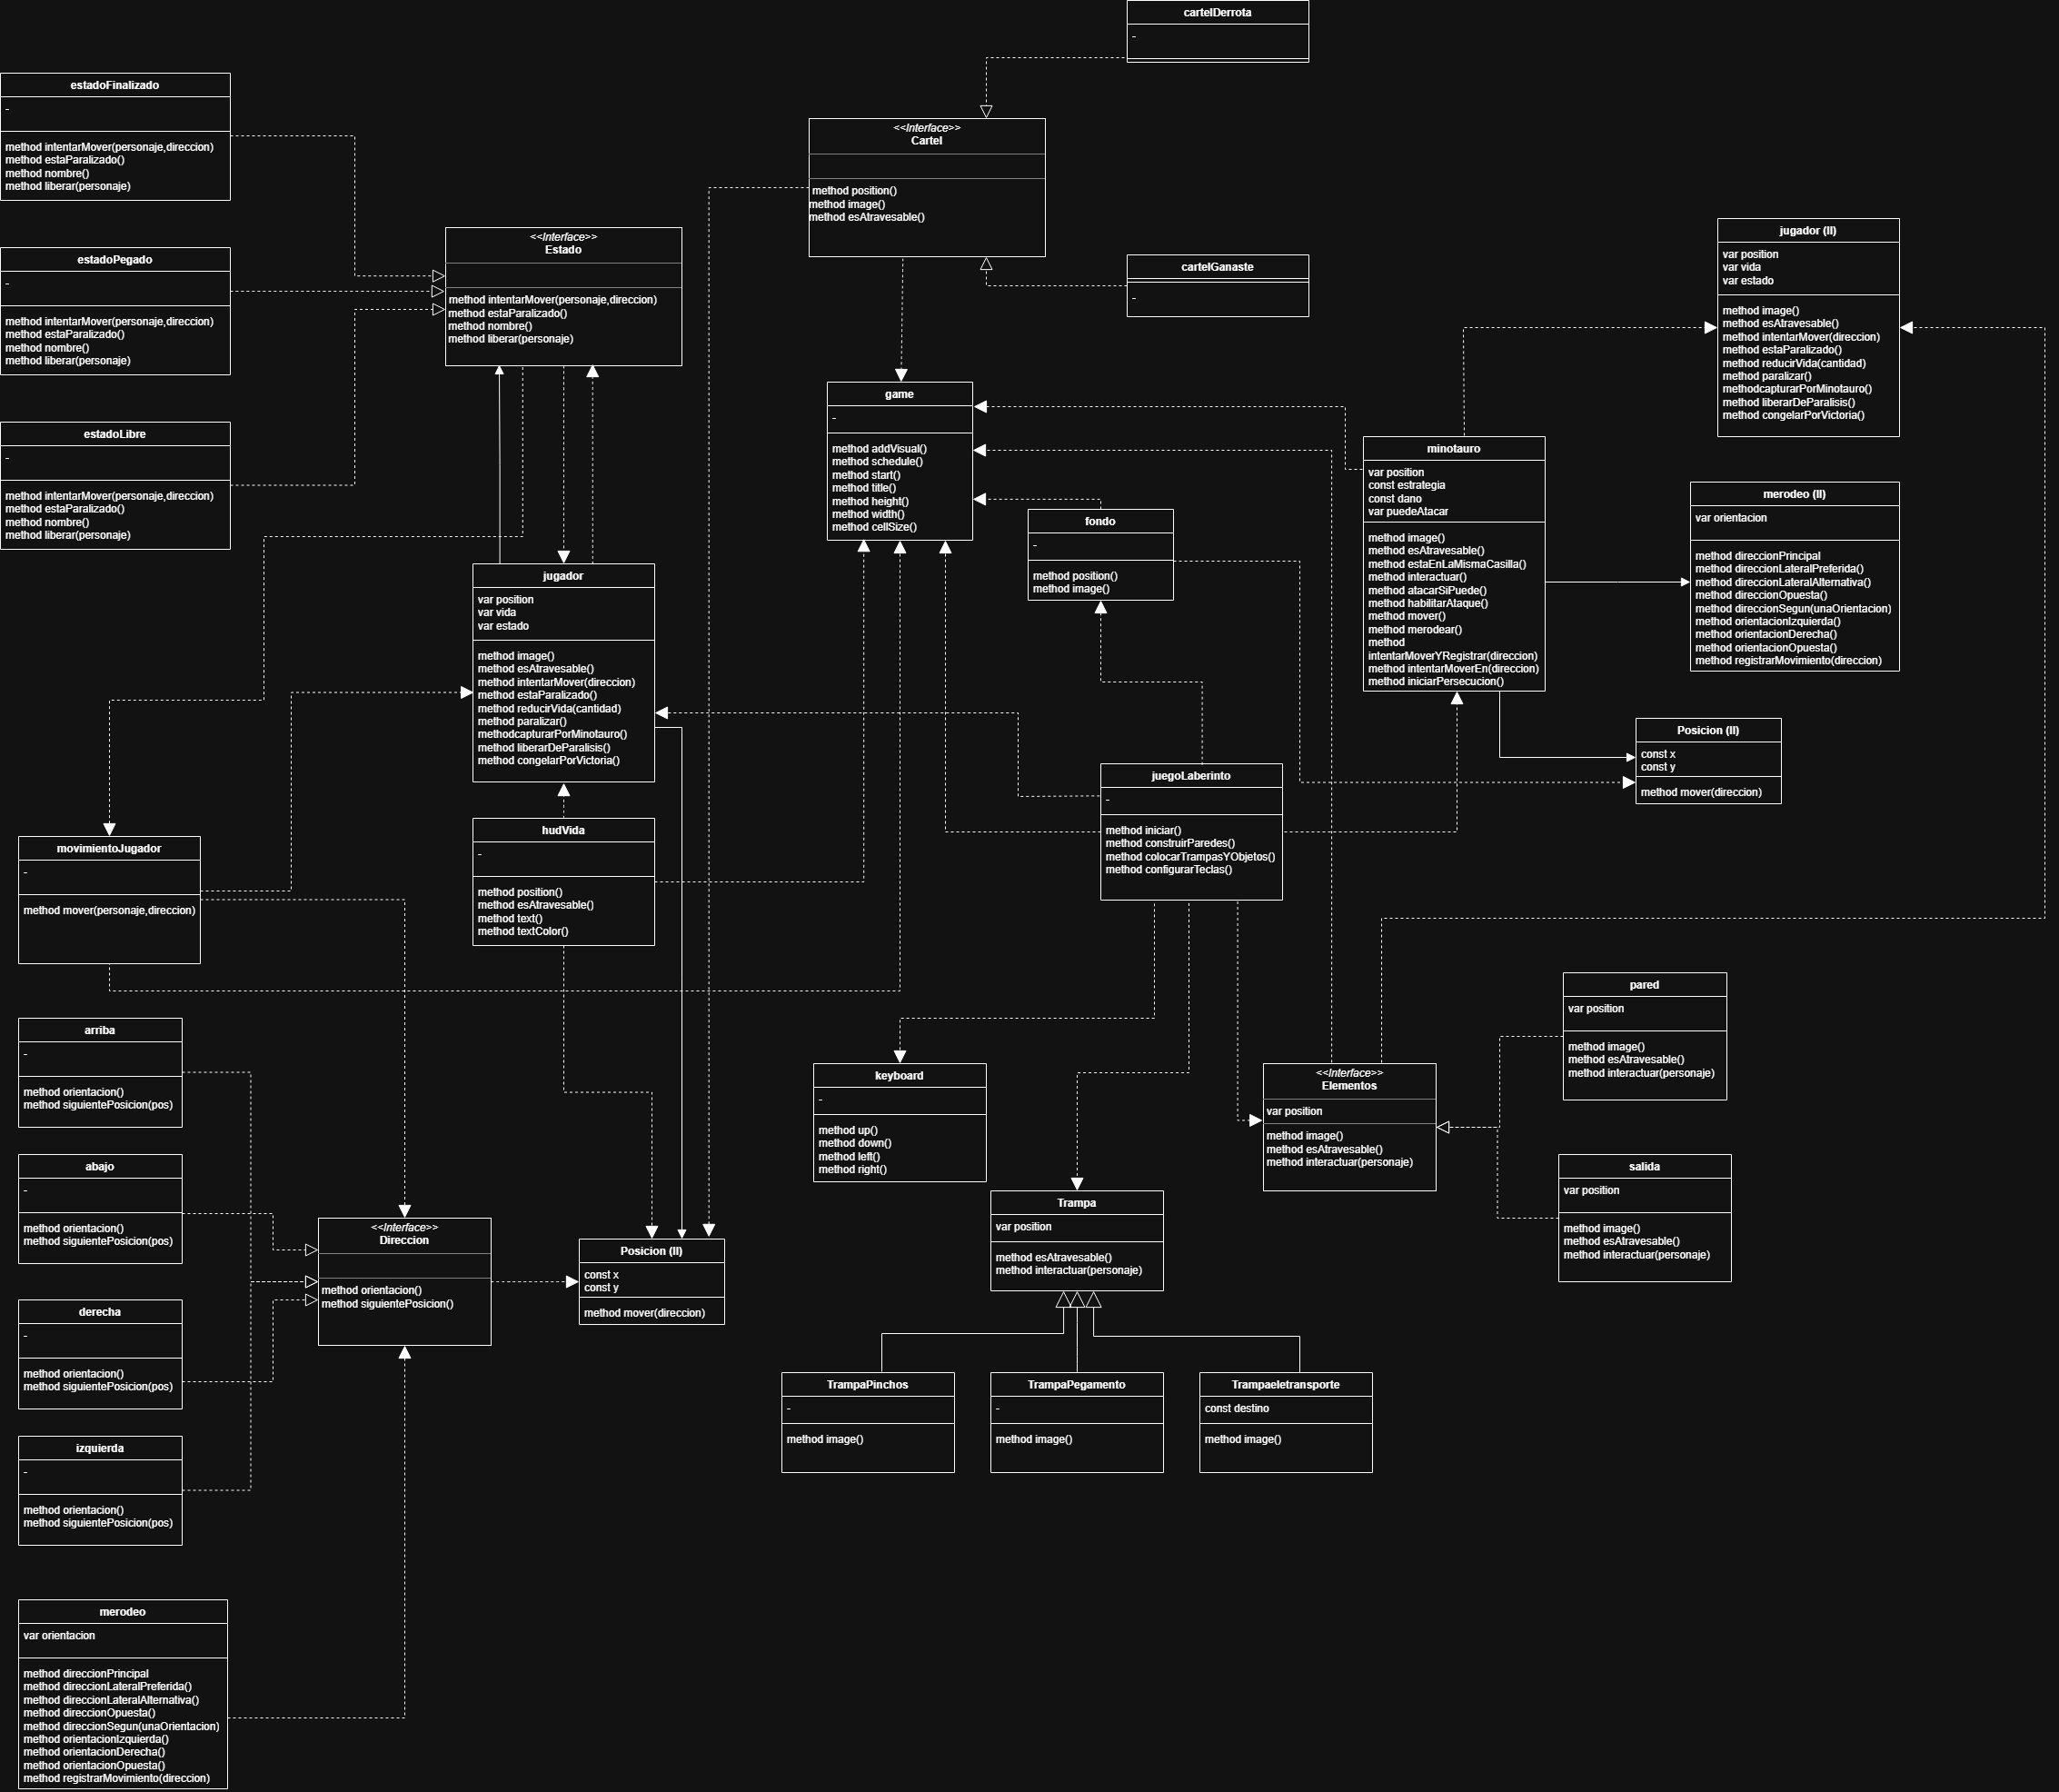 cartelDerrota
-
estadoFinalizado
-
method intentarMover(personaje,direccion)
method estaParalizado()
method nombre()
method liberar(personaje)
<<Interface>>
Cartel
method position()
method image()
method esAtravesable()
estadoPegado
-
method intentarMover(personaje,direccion)
method estaParalizado()
method nombre()
method liberar(personaje)
<<Interface>>
Estado
method intentarMover(personaje,direccion)
method estaParalizado()
method nombre()
method liberar(personaje)
cartelGanaste
-
jugador (II)
var position
var vida
var estado
method image()
method esAtravesable()
method intentarMover(direccion)
method estaParalizado()
method reducirVida(cantidad)
method paralizar()
methodcapturarPorMinotauro()
method liberarDeParalisis()
method congelarPorVictoria()
estadoLibre
-
method intentarMover(personaje,direccion)
method estaParalizado()
method nombre()
method liberar(personaje)
game
-
method addVisual()
method schedule()
method start()
method title()
method height()
method width()
method cellSize()
minotauro
var position
const estrategia
const dano
var puedeAtacar
method image()
method esAtravesable()
method estaEnLaMismaCasilla()
method interactuar()
method atacarSiPuede()
method habilitarAtaque()
method mover()
method merodear()
method
intentarMoverYRegistrar(direccion)
method intentarMoverEn(direccion)
method iniciarPersecucion()
merodeo (II)
var orientacion
method direccionPrincipal
method direccionLateralPreferida()
method direccionLateralAlternativa()
method direccionOpuesta()
method direccionSegun(unaOrientacion)
method orientacionIzquierda()
method orientacionDerecha()
method orientacionOpuesta()
method registrarMovimiento(direccion)
fondo
-
method position()
method image()
jugador
var position
var vida
var estado
method image()
method esAtravesable()
method intentarMover(direccion)
method estaParalizado()
method reducirVida(cantidad)
method paralizar()
methodcapturarPorMinotauro()
method liberarDeParalisis()
method congelarPorVictoria()
Posicion (II)
const x
const y
method mover(direccion)
juegoLaberinto
-
method iniciar()
method construirParedes()
method colocarTrampasYObjetos()
method configurarTeclas()
hudVida
-
method position()
method esAtravesable()
method text()
method textColor()
movimientoJugador
-
method mover(personaje,direccion)
pared
var position
method image()
method esAtravesable()
method interactuar(personaje)
arriba
-
method orientacion()
method siguientePosicion(pos)
keyboard
-
method up()
method down()
method left()
method right()
<<Interface>>
Elementos
var position
method image()
method esAtravesable()
method interactuar(personaje)
abajo
-
method orientacion()
method siguientePosicion(pos)
salida
var position
method image()
method esAtravesable()
method interactuar(personaje)
Trampa
var position
method esAtravesable()
method interactuar(personaje)
<<Interface>>
Direccion
method orientacion()
method siguientePosicion()
Posicion (II)
const x
const y
method mover(direccion)
derecha
-
method orientacion()
method siguientePosicion(pos)
TrampaPinchos
-
method image()
TrampaPegamento
-
method image()
Trampaeletransporte
const destino
method image()
izquierda
-
method orientacion()
method siguientePosicion(pos)
merodeo
var orientacion
method direccionPrincipal
method direccionLateralPreferida()
method direccionLateralAlternativa()
method direccionOpuesta()
method direccionSegun(unaOrientacion)
method orientacionIzquierda()
method orientacionDerecha()
method orientacionOpuesta()
method registrarMovimiento(direccion)